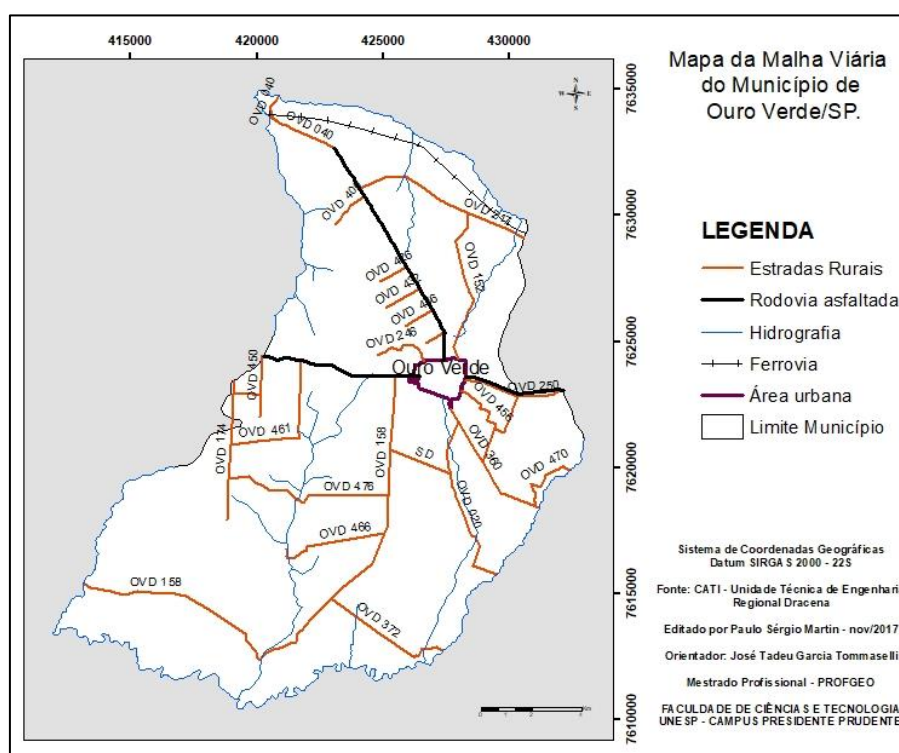 415000 420000 425000 430000
Mapa da Malha Viária
do Município de
Ouro Verde/SP.
LEGENDA
Estradas Rurais
Rodovia asfaltada
Hidrografia
Ferrovia
Área urbana
Limite Município
7635000
7630000
7625000
7620000
7615000
7610000
OVD 040
OVD 040
OVD 152
OVD 246
Ouro Verde
OVD 450
OVD 250
OVD 456
OVD 174
OVD 461
OVD 158
SD
OVD 360
OVD 470
OVD 476
OVD 020
OVD 466
OVD 158
OVD 372
Sistema de Coordenadas Geográficas
Datum SIRGAS 2000 - 22S
Fonte: CATI - Unidade Técnica de Engenhari
Regional Dracena
Editado por Paulo Sérgio Martin - nov/2017
Orientador: José Tadeu Garcia Tommaselli
Mestrado Profissional - PROFGEO
FACULDADE DE CIÊNCIAS E TECNOLOGIA
UNESP - CAMPUS PRESIDENTE PRUDENTE